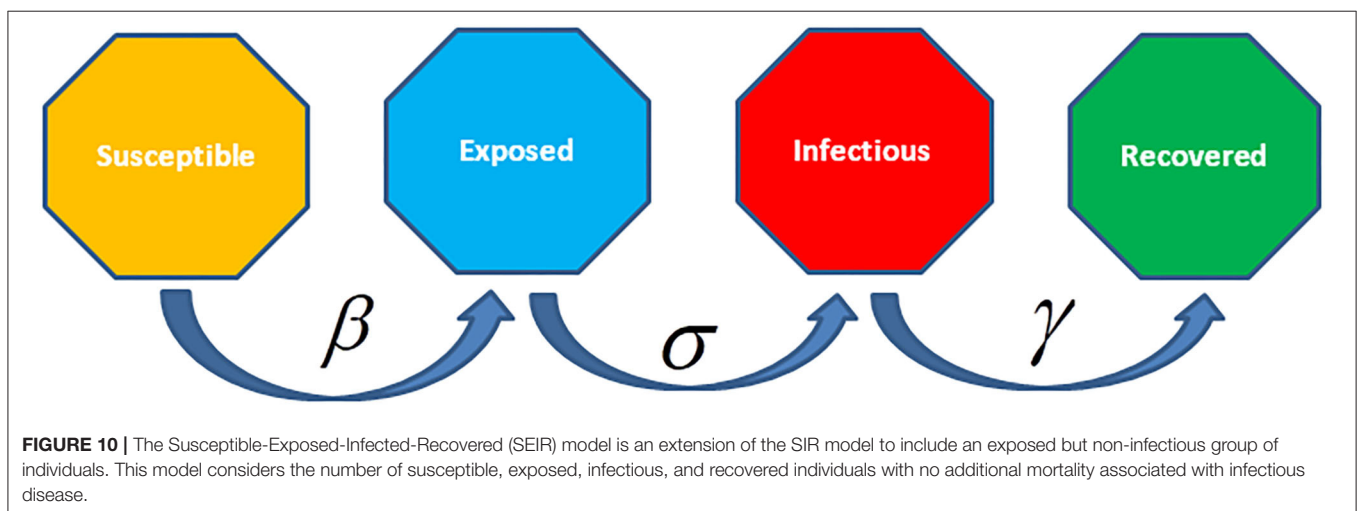 Susceptible
Exposed
Infectious
Recovered
β
σ
γ
FIGURE 10 | The Susceptible-Exposed-Infected-Recovered (SEIR) model is an extension of the SIR model to include an exposed but non-infectious group of
individuals. This model considers the number of susceptible, exposed, infectious, and recovered individuals with no additional mortality associated with infectious
disease.